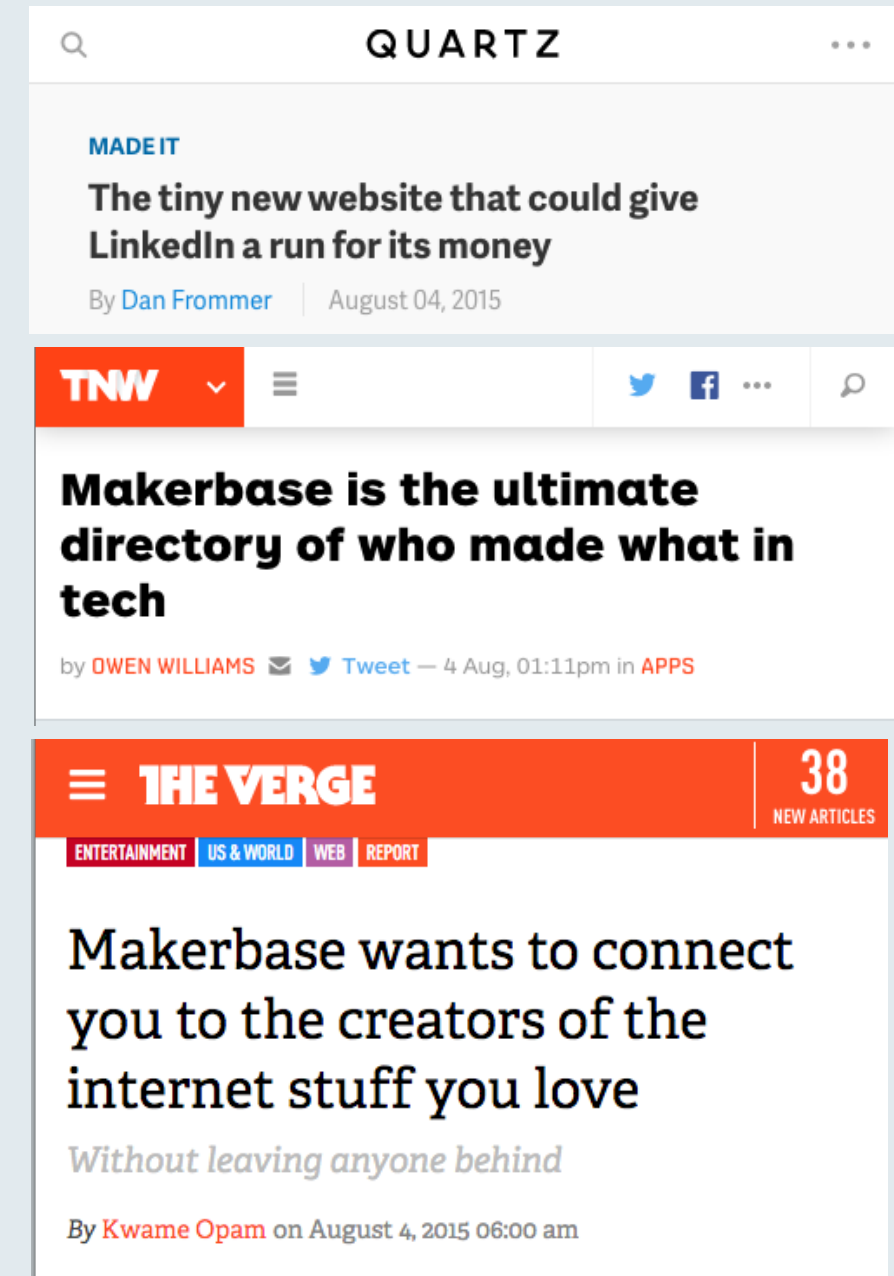 QUARTZ
MADE IT
The tiny new website that could give
LinkedIn a run for its money
By Dan Frommer August 04, 2015
TNW
Makerbase is the ultimate
directory of who made what in
tech
by OWEN WILLIAMS Tweet — 4 Aug, 01:11pm in APPS
THE VERGE
38
NEW ARTICLES
ENTERTAINMENT US & WORLD WEB REPORT
Makerbase wants to connect
you to the creators of the
internet stuff you love
Without leaving anyone behind
By Kwame Opam on August 4, 2015 06:00 am